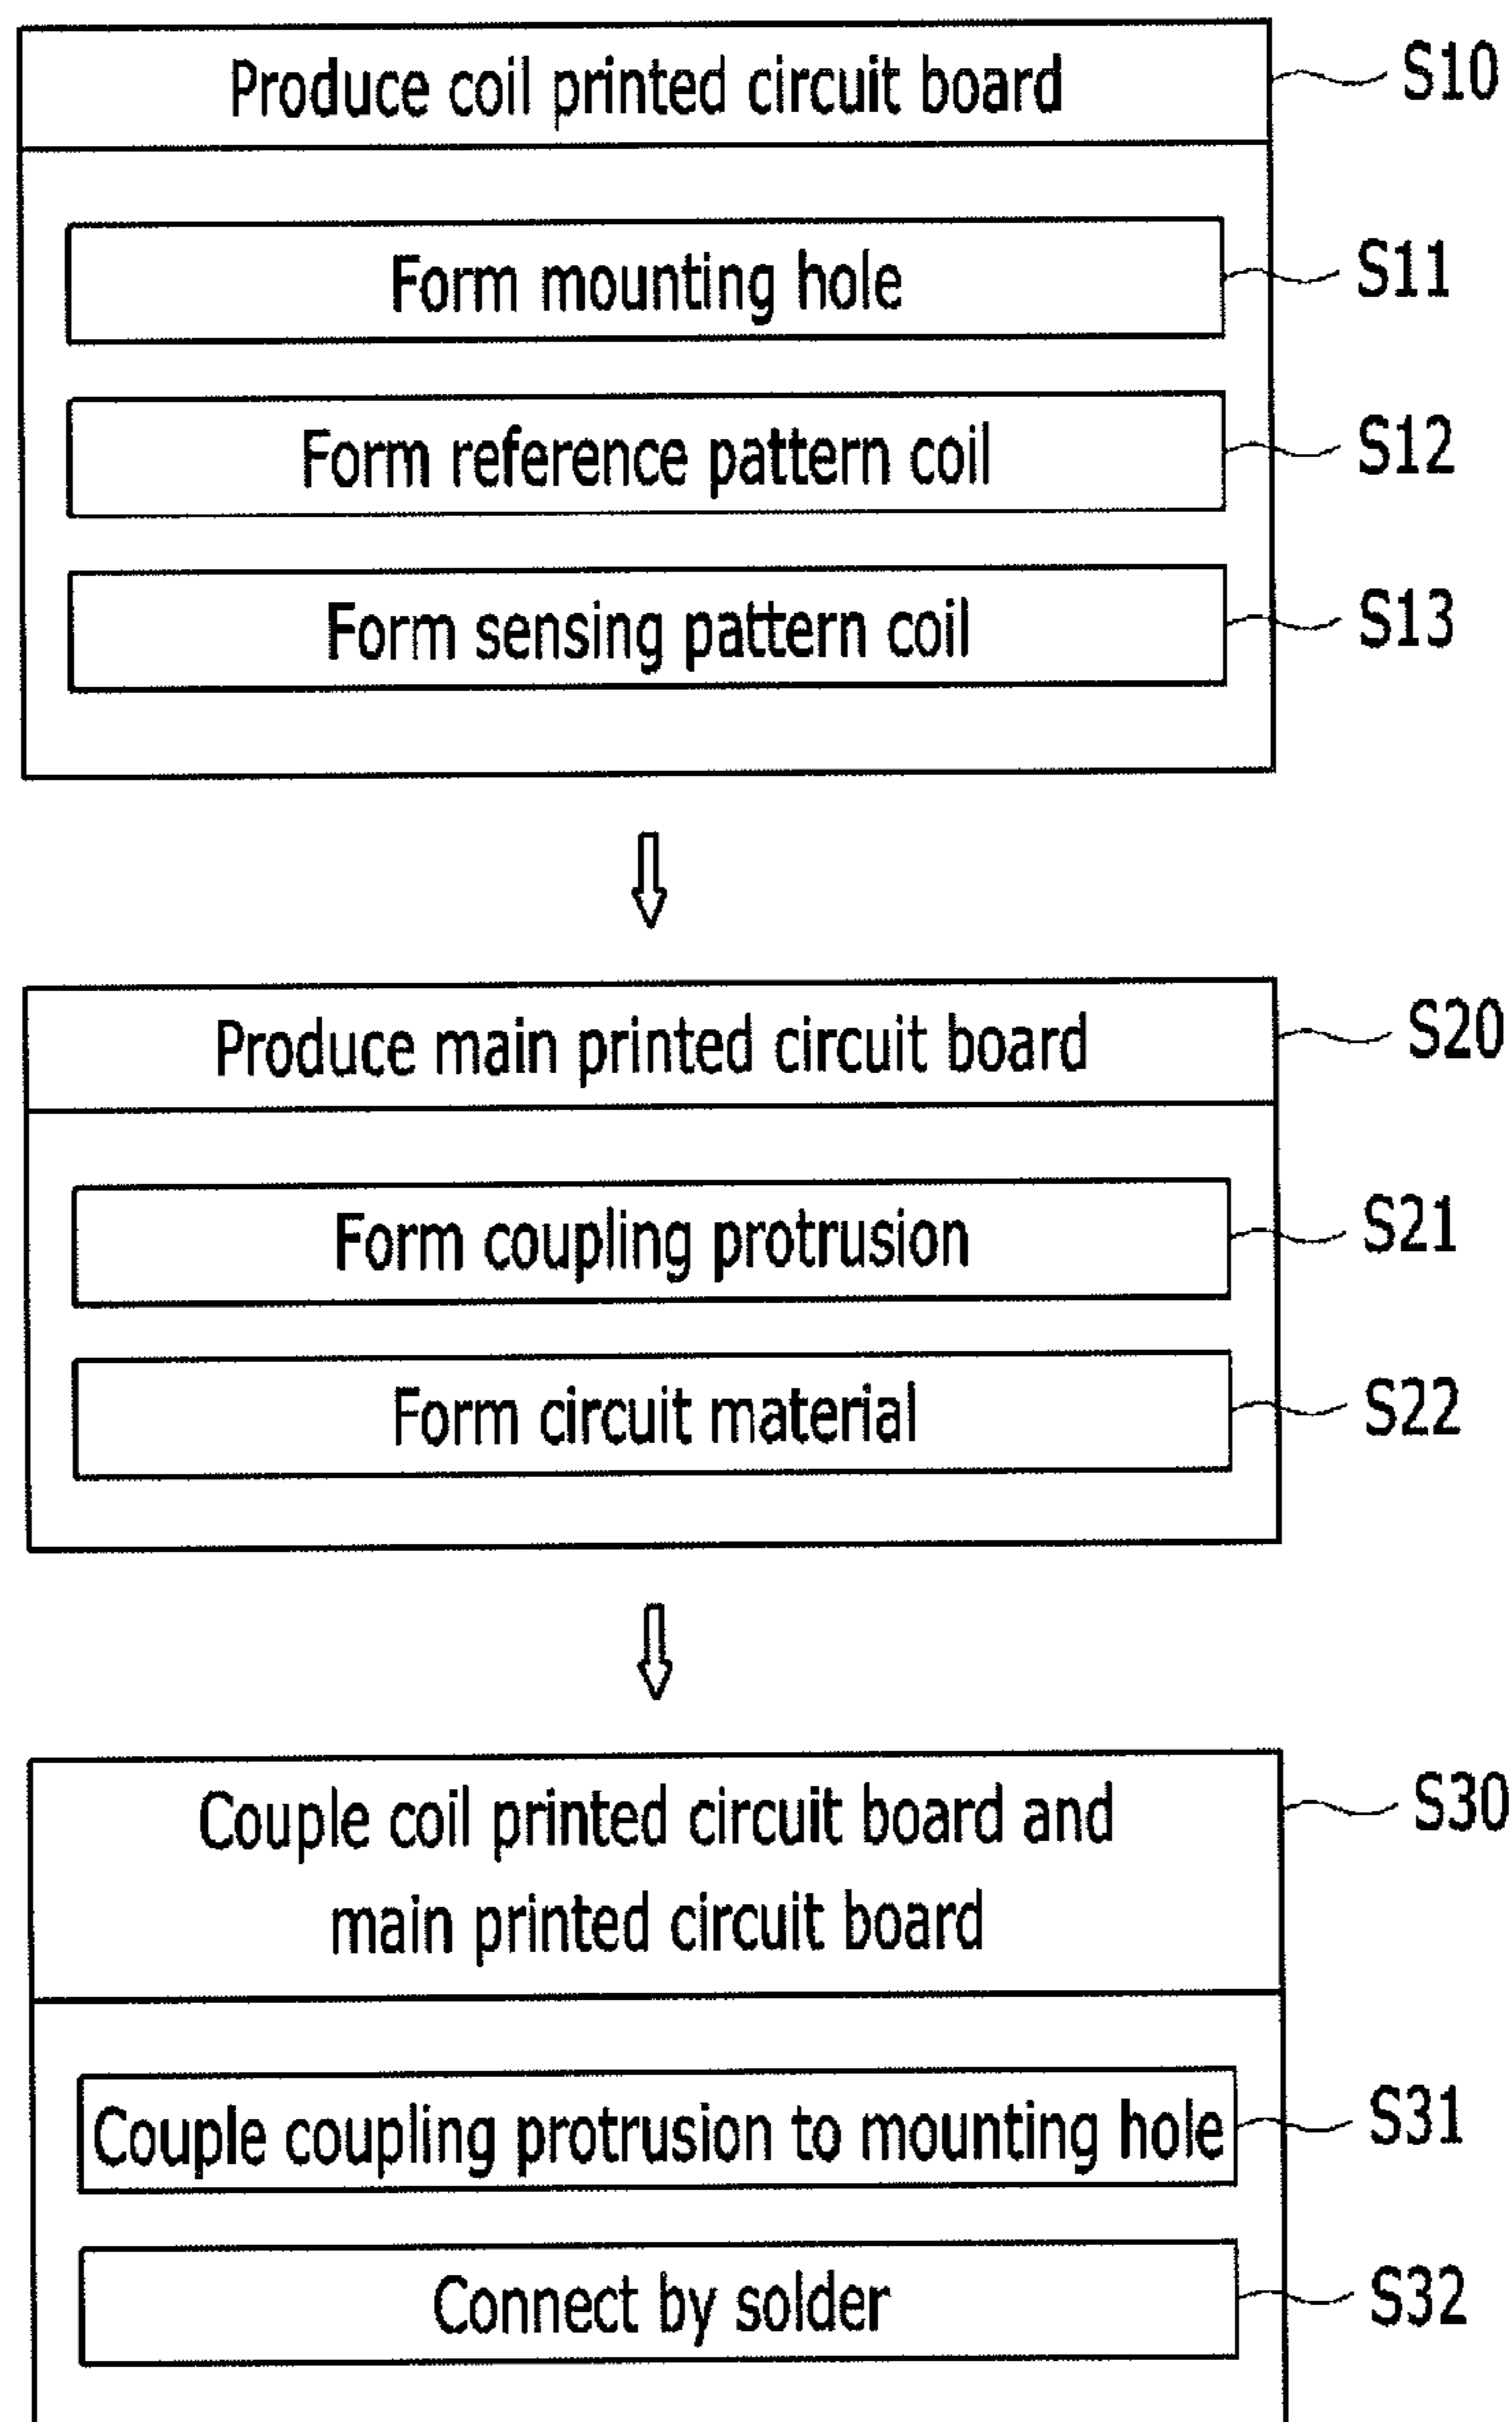 Produce coil printed circuit board
S10
Form mounting hole
S11
Form reference pattern coil
S12
Form sensing pattern coil
S13
Produce main printed circuit board
S20
Form coupling protrusion
S21
Form circuit material
S22
Couple coil printed circuit board and
main printed circuit board
S30
Couple coupling protrusion to mounting hole
S31
Connect by solder
S32